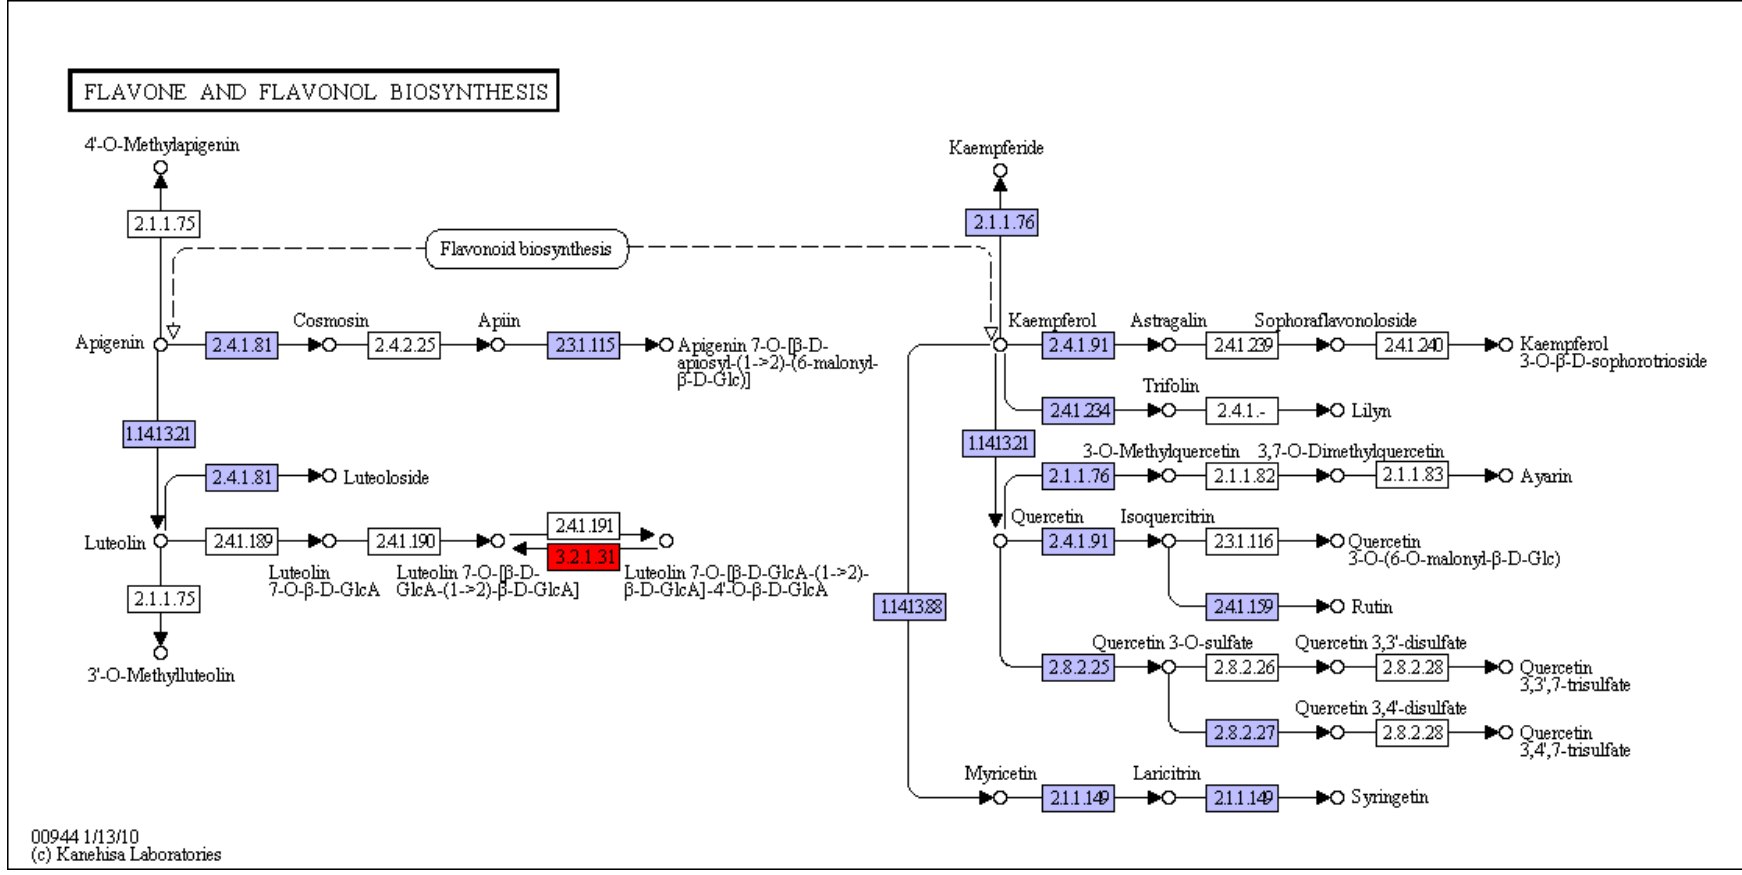 FLAVONE AND FLAVONOL BIOSYNTHESIS
4'-O-Methylapigenin
Kaempferide
2.1.1.75
2.1.1.76
Flavonoid biosynthesis
Apigenin
2.4.1.81
Cosmosin
2.4.2.25
Apiin
2.3.1.115
Apigenin 7-O-[β-D-
apiosyl-(1->2)-(6-malonyl-
β-D-Glc)]
Kaempferol
2.4.1.91
Astragalin
2.4.1.239
Sophoraflavonoloside
2.4.1.240
Kaempferol
3-O-β-D-sophorotrioside
Trifolin
2.4.1.234
2.4.1.-
Lilyn
1.14.13.21
1.14.13.21
2.4.1.81
Luteoloside
3-O-Methylquercetin
3,7-O-Dimethylquercetin
2.1.1.76
2.1.1.82
2.1.1.83
Ayarin
Luteolin
2.4.1.189
2.4.1.190
2.4.1.191
3.2.1.31
Luteolin
7-O-β-D-GlcA
Luteolin 7-O-[β-D-
GlcA-(1->2)-β-D-GlcA]
Luteolin 7-O-[β-D-GlcA-(1->2)-
β-D-GlcA]-4'-O-β-D-GlcA
Quercetin
2.4.1.91
Isoquercitrin
2.3.1.116
Quercetin
3-O-(6-O-malonyl-β-D-Glc)
2.1.1.75
3'-O-Methylluteolin
1.14.13.88
2.4.1.159
Rutin
Quercetin 3-O-sulfate
Quercetin 3,3'-disulfate
2.8.2.25
2.8.2.26
2.8.2.28
Quercetin
3,3',7-trisulfate
Quercetin 3,4'-disulfate
2.8.2.27
2.8.2.28
Quercetin
3,4',7-trisulfate
Myricetin
2.1.1.149
Laricitrin
2.1.1.149
Syringetin
00944 1/13/10
(c) Kanehisa Laboratories